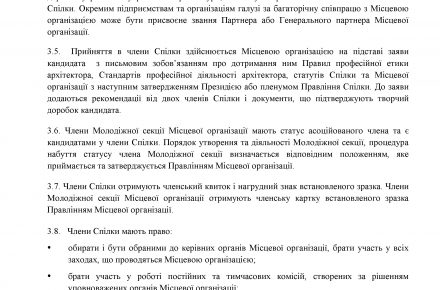 Спілки. Окремим підприємствам та організаціям галузі за багаторічну співпрацю з Місцевою
організацією може бути присвоєне звання Партнера або Генерального партнера Місцевої
організації.
3.5. Прийняття в члени Спілки здійснюється Місцевою організацією на підставі заяви
кандидата з письмовим зобов’язанням про дотримання ним Правил професійної етики
архітектора, Стандартів професійної діяльності архітектора, статутів Спілки та Місцевої
організації з наступним затвердженням Президією або пленумом Правління Спілки. До заяви
додаються рекомендації від двох членів Спілки і документи, що підтверджують творчий
доробок кандидата.
3.6. Члени Молодіжної секції Місцевої організації мають статус асоційованого члена та є
кандидатами у члени Спілки. Порядок утворення та діяльності Молодіжної секції, процедура
набуття статусу члена Молодіжної секції визначається відповідним положенням, яке
приймається та затверджується Правлінням Місцевої організації.
3.7. Члени Спілки отримують членський квиток і нагрудний знак встановленого зразка. Члени
Молодіжної секції Місцевої організації отримують членську картку встановленого зразка
Правлінням Місцевої організації.
3.8. Члени Спілки мають право:
• обирати і бути обраними до керівних органів Місцевої організації, брати участь у всіх
заходах, що проводяться Місцевою організацією;
• брати участь у роботі постійних та тимчасових комісій, створених за рішенням
уповноважених органів Місцевої організації;